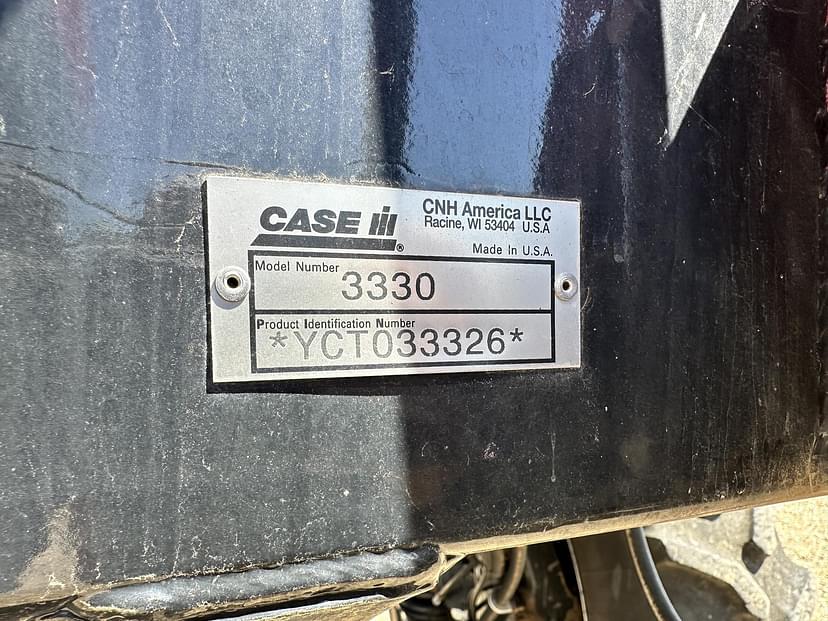 CASE IH®
CNH America LLC
Racine, WI 53404 U.S.A
Made In U.S.A.
Model Number
3330
Product Identification Number
*YCT033326*